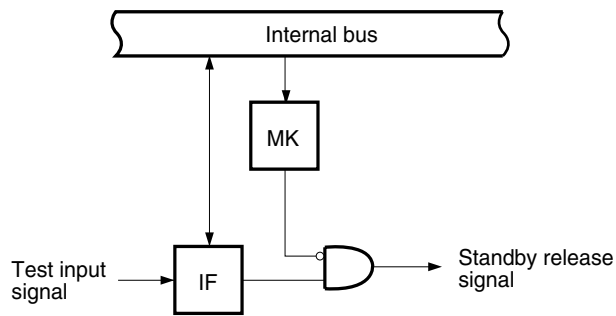 Internal bus
MK
Test input
signal
IF
Standby release
signal